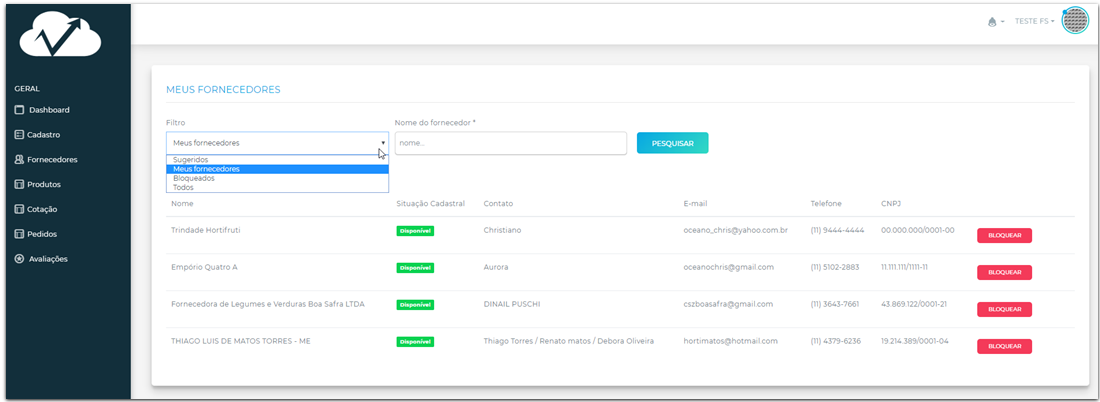 TESTE FS
GERAL
Dashboard
Cadastro
Fornecedores
Produtos
Cotação
Pedidos
Avaliações
MEUS FORNECEDORES
Filtro
Nome do fornecedor *
Meus fornecedores
nome...
PESQUISAR
Sugeridos
Meus fornecedores
Bloqueados
Todos
Nome Situação Cadastral Contato E-mail Telefone CNPJ
Trindade Hortifruti Disponível Christiano oceano_chris@yahoo.com.br (11) 9444-4444 00.000.000/0001-00 BLOQUEAR
Empório Quatro A Disponível Aurora oceanochris@gmail.com (11) 5102-2883 11.111.111/1111-11 BLOQUEAR
Fornecedora de Legumes e Verduras Boa Safra LTDA Disponível DINAIL PUSCHI cszboasafra@gmail.com (11) 3643-7661 43.869.122/0001-21 BLOQUEAR
THIAGO LUIS DE MATOS TORRES - ME Disponível Thiago Torres / Renato matos / Debora Oliveira hortimatos@hotmail.com (11) 4379-6236 19.214.389/0001-04 BLOQUEAR